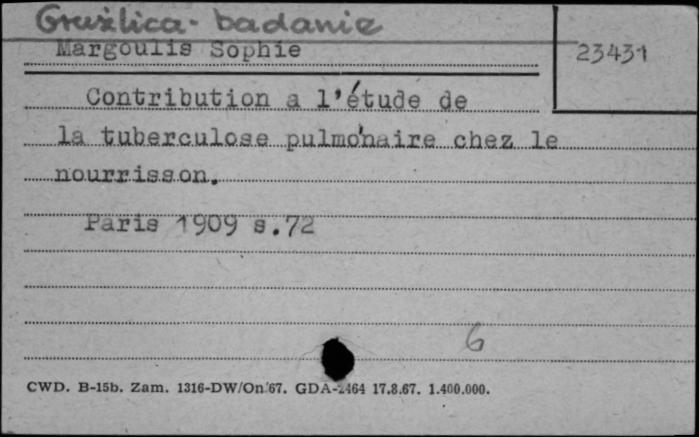 Gruźlica - badanie
Margoulis Sophie
23431
Contribution a l'étude de
la tuberculose pulmonaire chez le
nourrisson.
Paris 1909 s.72
6
CWD. B-15b. Zam. 1316-DW/On/67. GDA-2464 17.8.67. 1.400.000.